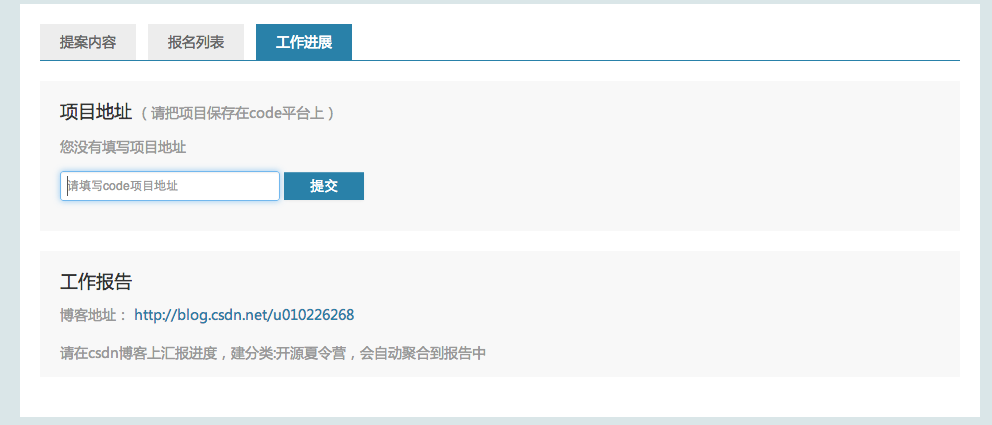 提案内容 报名列表 工作进展
项目地址（请把项目保存在code平台上）
您没有填写项目地址
请填写code项目地址 提交
工作报告
博客地址： http://blog.csdn.net/u010226268
请在csdn博客上汇报进度，建分类:开源夏令营，会自动聚合到报告中